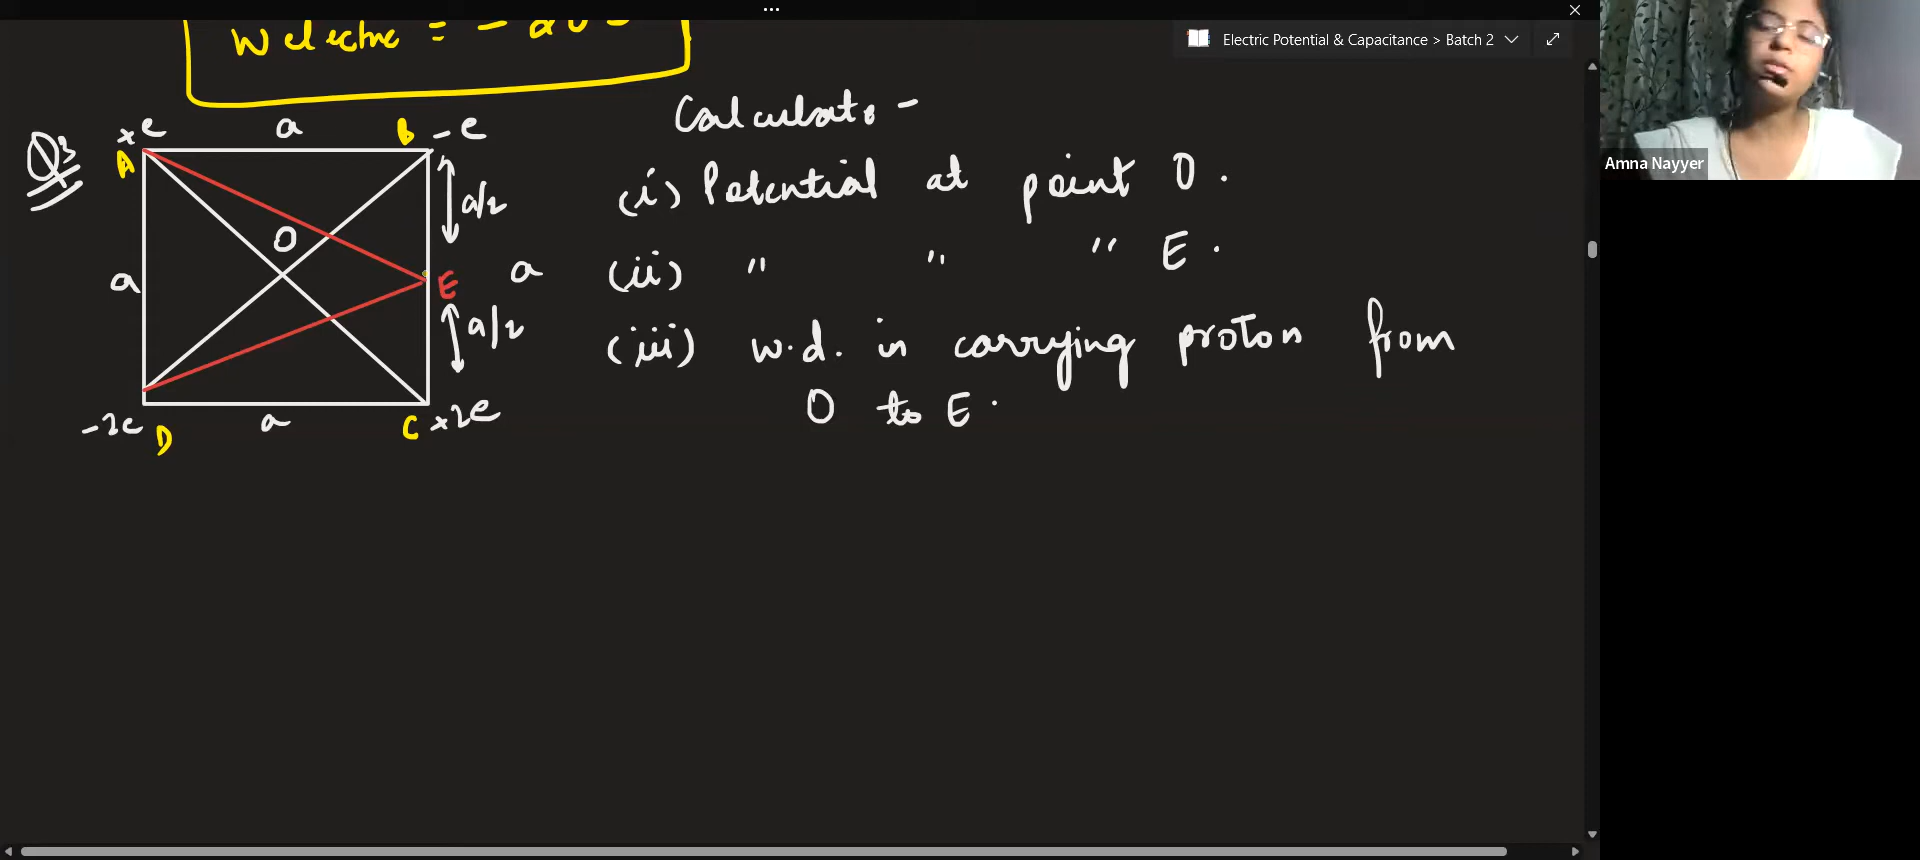 W electric = -20
Electric Potential & Capacitance > Batch 2
Amna Nayyer
Calculate -
Q3
+e
a
B
-e
A
(i) Potential at point O.
a/2
O
(ii) " " " E.
a
E
a
a/2
(iii) w.d. in carrying proton from
O to E.
-2e
D
a
C
+2e